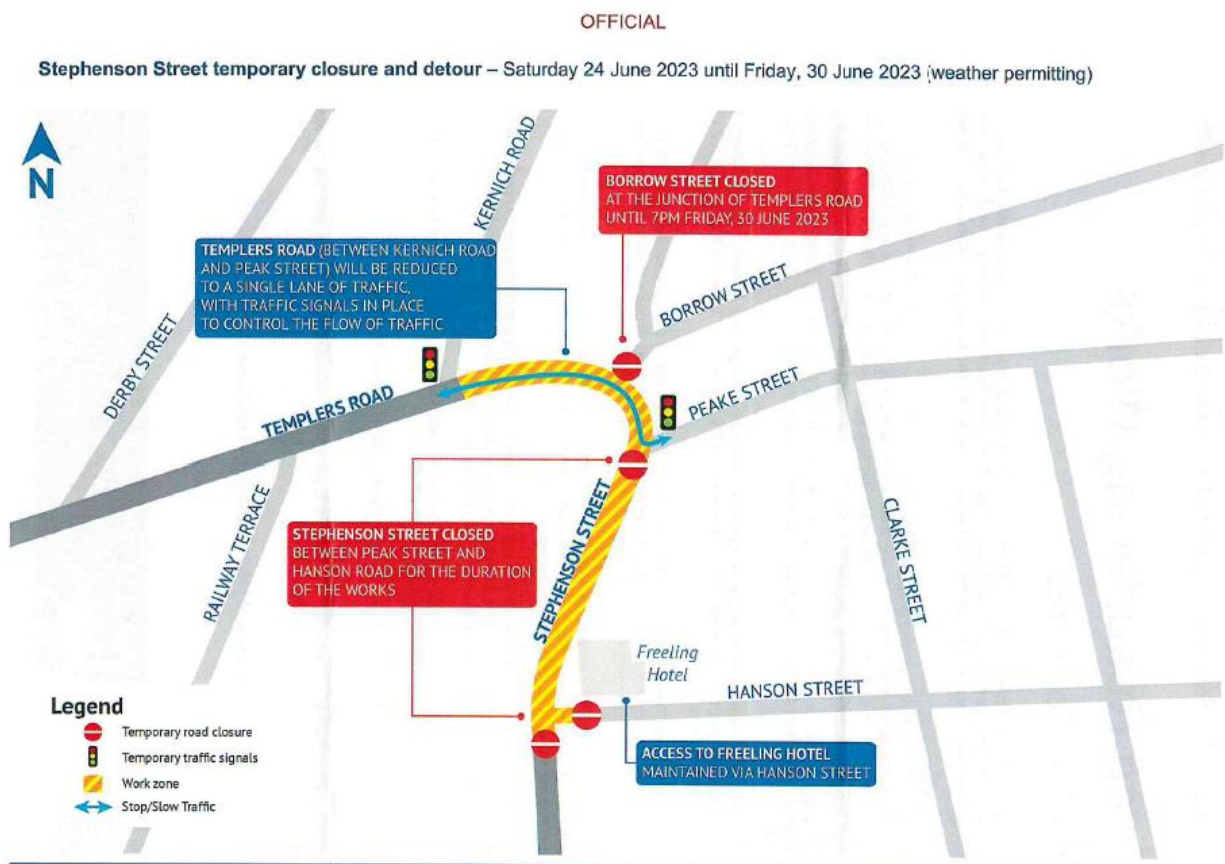 OFFICIAL
Stephenson Street temporary closure and detour – Saturday 24 June 2023 until Friday, 30 June 2023 (weather permitting)
N
KERNICH ROAD
BORROW STREET CLOSED
AT THE JUNCTION OF TEMPLERS ROAD
UNTIL 7PM FRIDAY, 30 JUNE 2023
TEMPLERS ROAD (BETWEEN KERNICH ROAD
AND PEAK STREET) WILL BE REDUCED
TO A SINGLE LANE OF TRAFFIC,
WITH TRAFFIC SIGNALS IN PLACE
TO CONTROL THE FLOW OF TRAFFIC
BORROW STREET
DERBY STREET
TEMPLERS ROAD
PEAKE STREET
STEPHENSON STREET CLOSED
BETWEEN PEAK STREET AND
HANSON ROAD FOR THE DURATION
OF THE WORKS
RAILWAY TERRACE
STEPHENSON STREET
CLARKE STREET
Freeling
Hotel
HANSON STREET
ACCESS TO FREELING HOTEL
MAINTAINED VIA HANSON STREET
Legend
Temporary road closure
Temporary traffic signals
Work zone
Stop/Slow Traffic